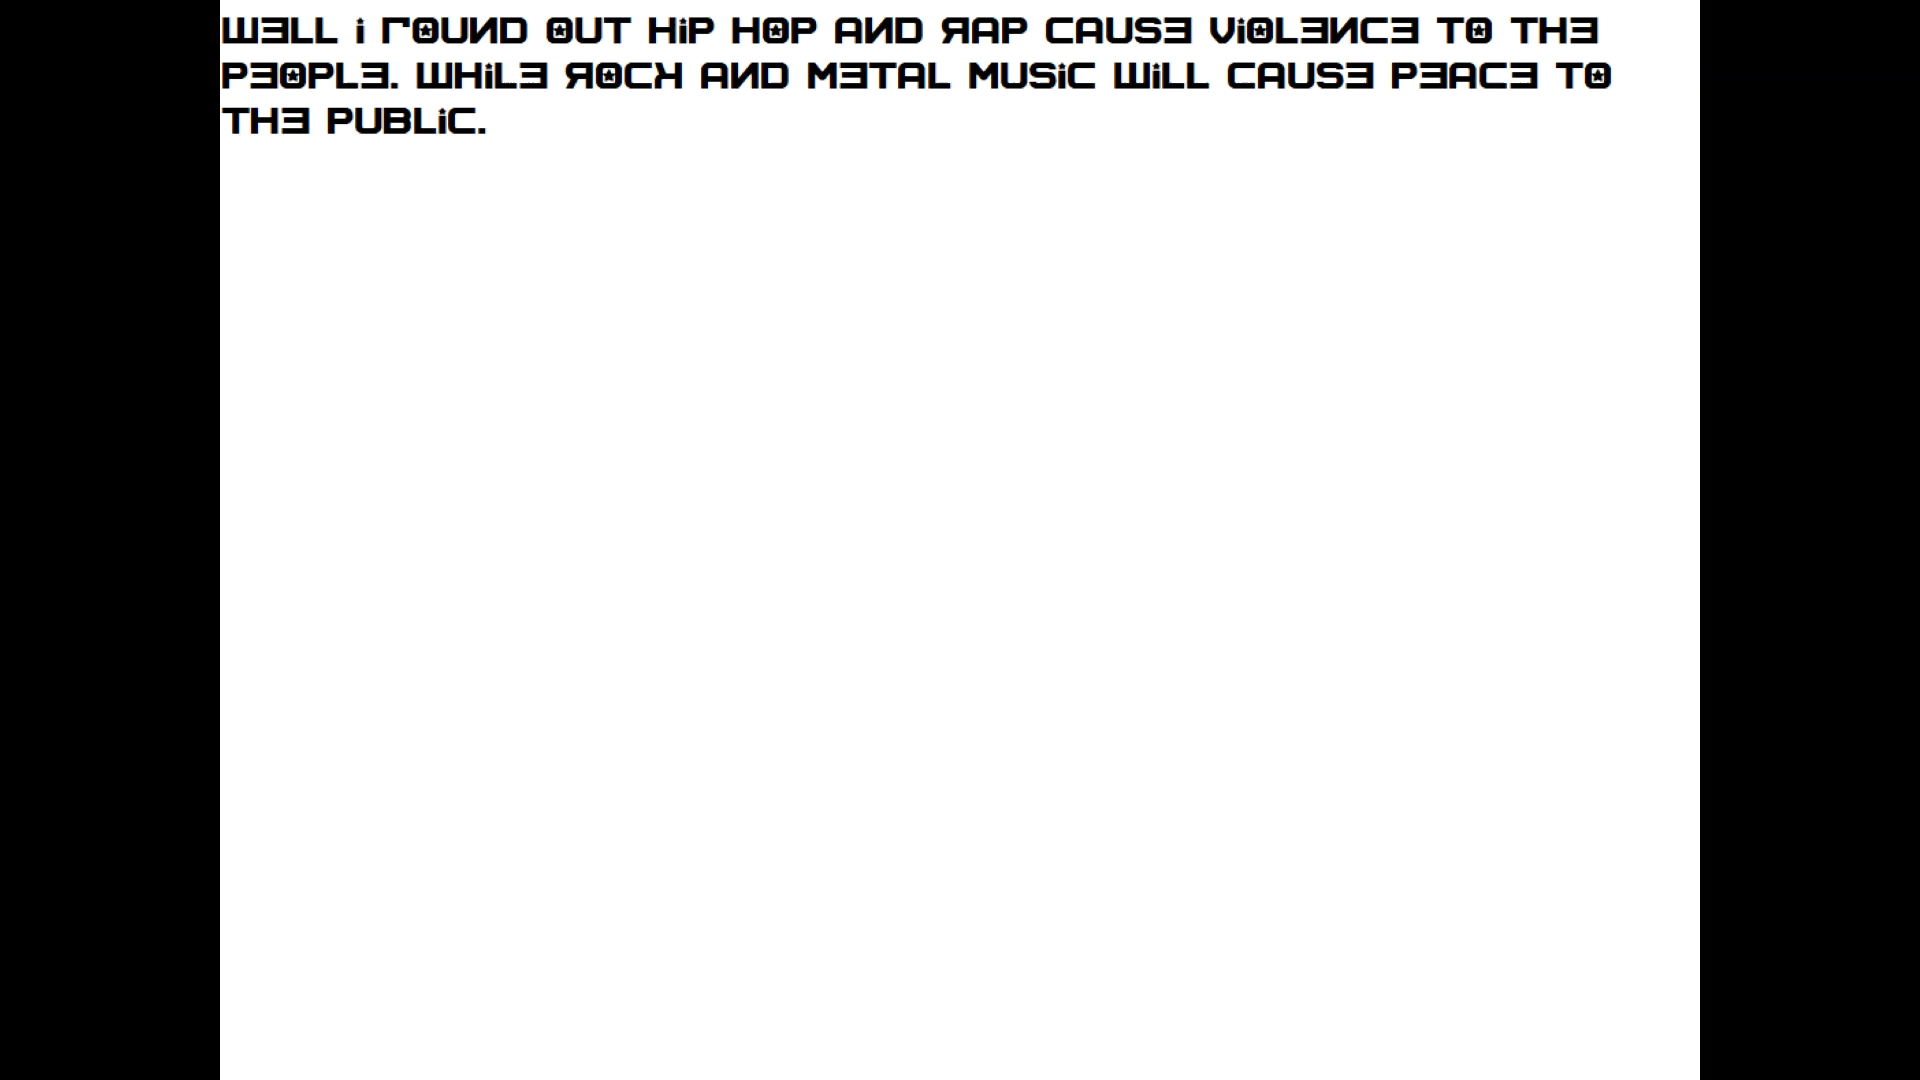 WELL i FOUND OUT HiP HOP AND RAP CAUSE ViOLENCE TO THE
PEOPLE. WHiLE ROCK AND METAL MUSiC WiLL CAUSE PEACE TO
THE PUBLiC.